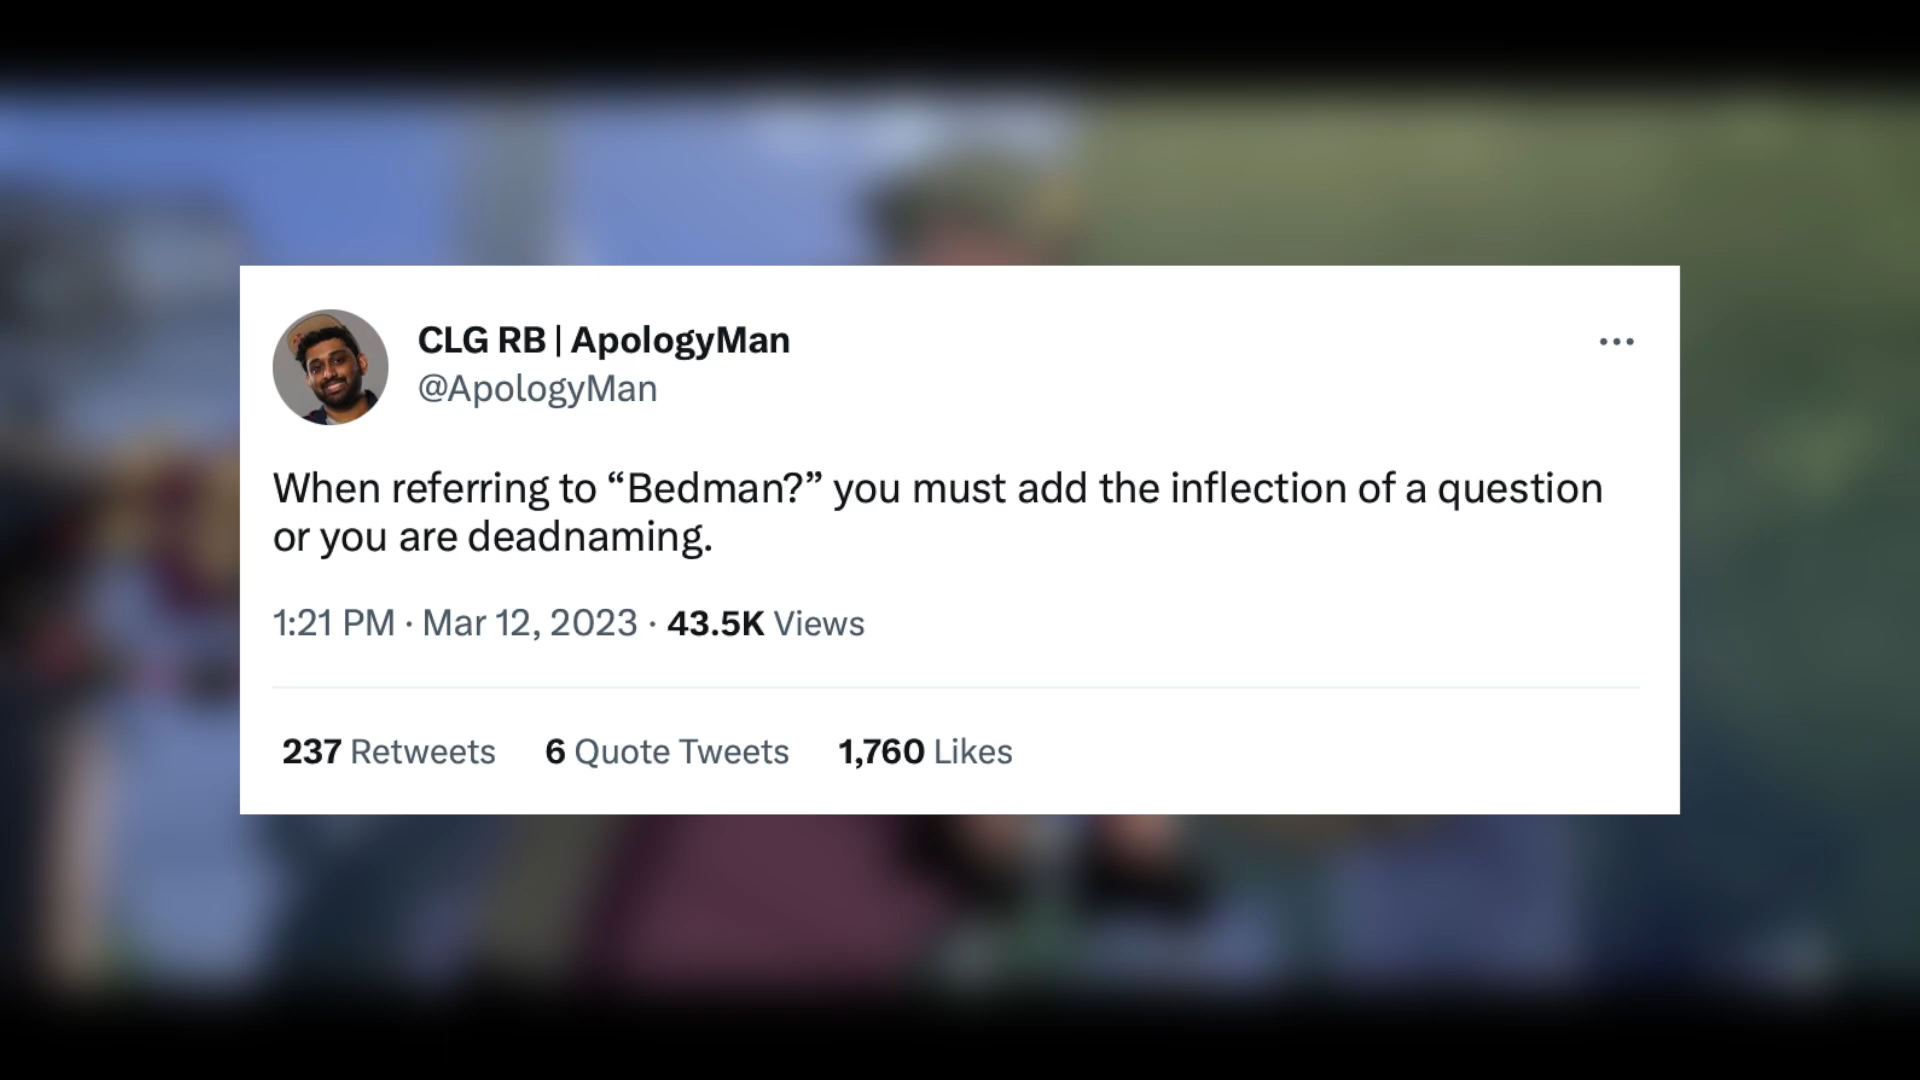 CLG RB | ApologyMan
@ApologyMan
When referring to “Bedman?” you must add the inflection of a question
or you are deadnaming.
1:21 PM · Mar 12, 2023 · 43.5K Views
237 Retweets 6 Quote Tweets 1,760 Likes